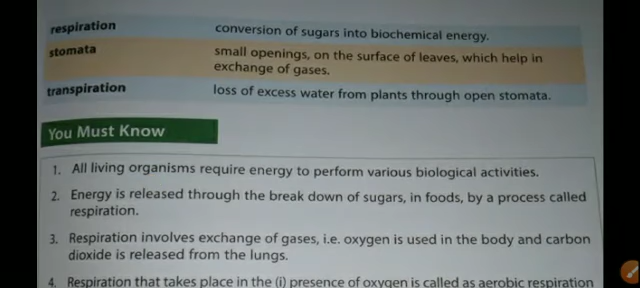 respiration conversion of sugars into biochemical energy.
stomata small openings, on the surface of leaves, which help in
exchange of gases.
transpiration loss of excess water from plants through open stomata.
You Must Know
1. All living organisms require energy to perform various biological activities.
2. Energy is released through the break down of sugars, in foods, by a process called
respiration.
3. Respiration involves exchange of gases, i.e. oxygen is used in the body and carbon
dioxide is released from the lungs.
4. Respiration that takes place in the (i) presence of oxygen is called as aerobic respiration